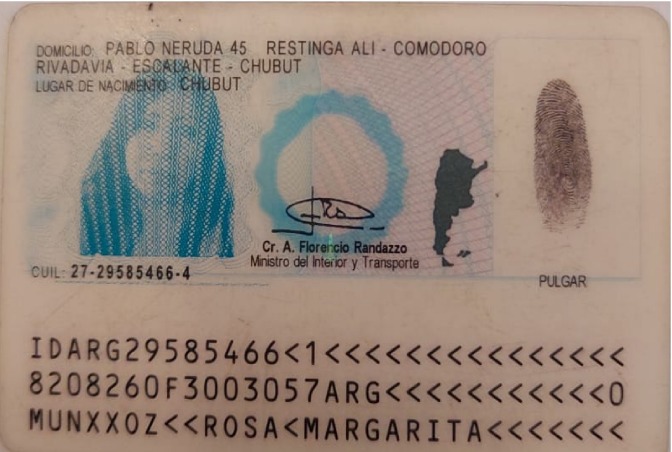 DOMICILIO: PABLO NERUDA 45 RESTINGA ALI - COMODORO
RIVADAVIA - ESCALANTE - CHUBUT
LUGAR DE NACIMIENTO CHUBUT
Cr. A. Florencio Randazzo
Ministro del Interior y Transporte
CUIL: 27-29585466-4
PULGAR
IDARG29585466<1<<<<<<<<<<<<<<<
8208260F3003057ARG<<<<<<<<<<<0
MUNXXOZ<<ROSA<MARGARITA<<<<<<<